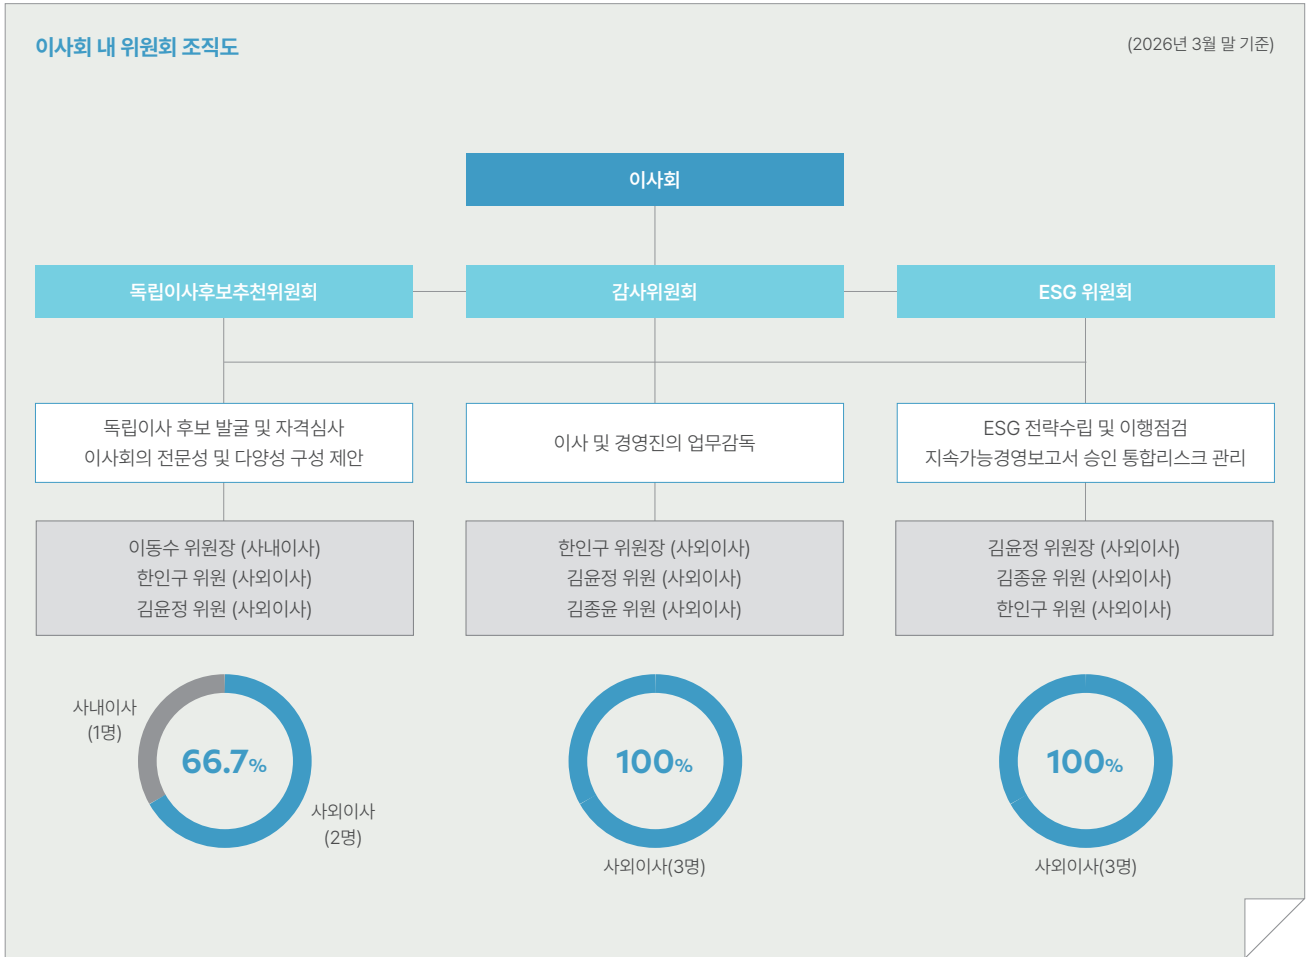 이사회 내 위원회 조직도
(2026년 3월 말 기준)
이사회
독립이사후보추천위원회
감사위원회
ESG 위원회
독립이사 후보 발굴 및 자격심사
이사회의 전문성 및 다양성 구성 제안
이사 및 경영진의 업무감독
ESG 전략수립 및 이행점검
지속가능경영보고서 승인 통합리스크 관리
이동수 위원장 (사내이사)
한인구 위원 (사외이사)
김윤정 위원 (사외이사)
한인구 위원장 (사외이사)
김윤정 위원 (사외이사)
김종윤 위원 (사외이사)
김윤정 위원장 (사외이사)
김종윤 위원 (사외이사)
한인구 위원 (사외이사)
사내이사
(1명)
66.7%
사외이사
(2명)
100%
사외이사(3명)
100%
사외이사(3명)